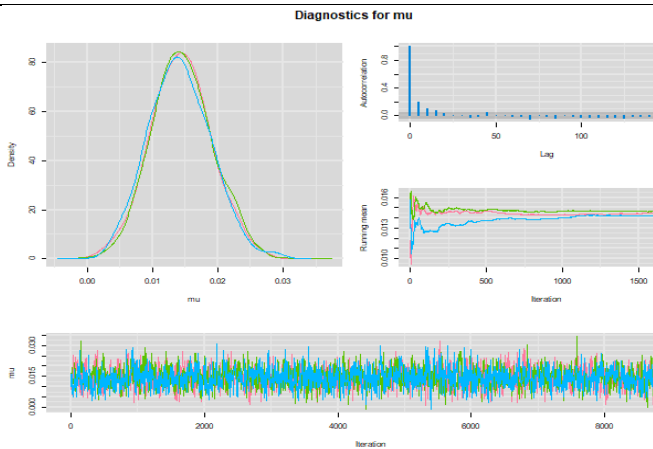 Diagnostics for mu
Density
0 20 40 60 80
0.00 0.01 0.02 0.03
mu
Autocorrelation
0.0 0.4 0.8
0 50 100
Lag
Running mean
0.010 0.013 0.016
0 500 1000 1500
Iteration
mu
0.000 0.015 0.030
0 2000 4000 6000 8000
Iteration